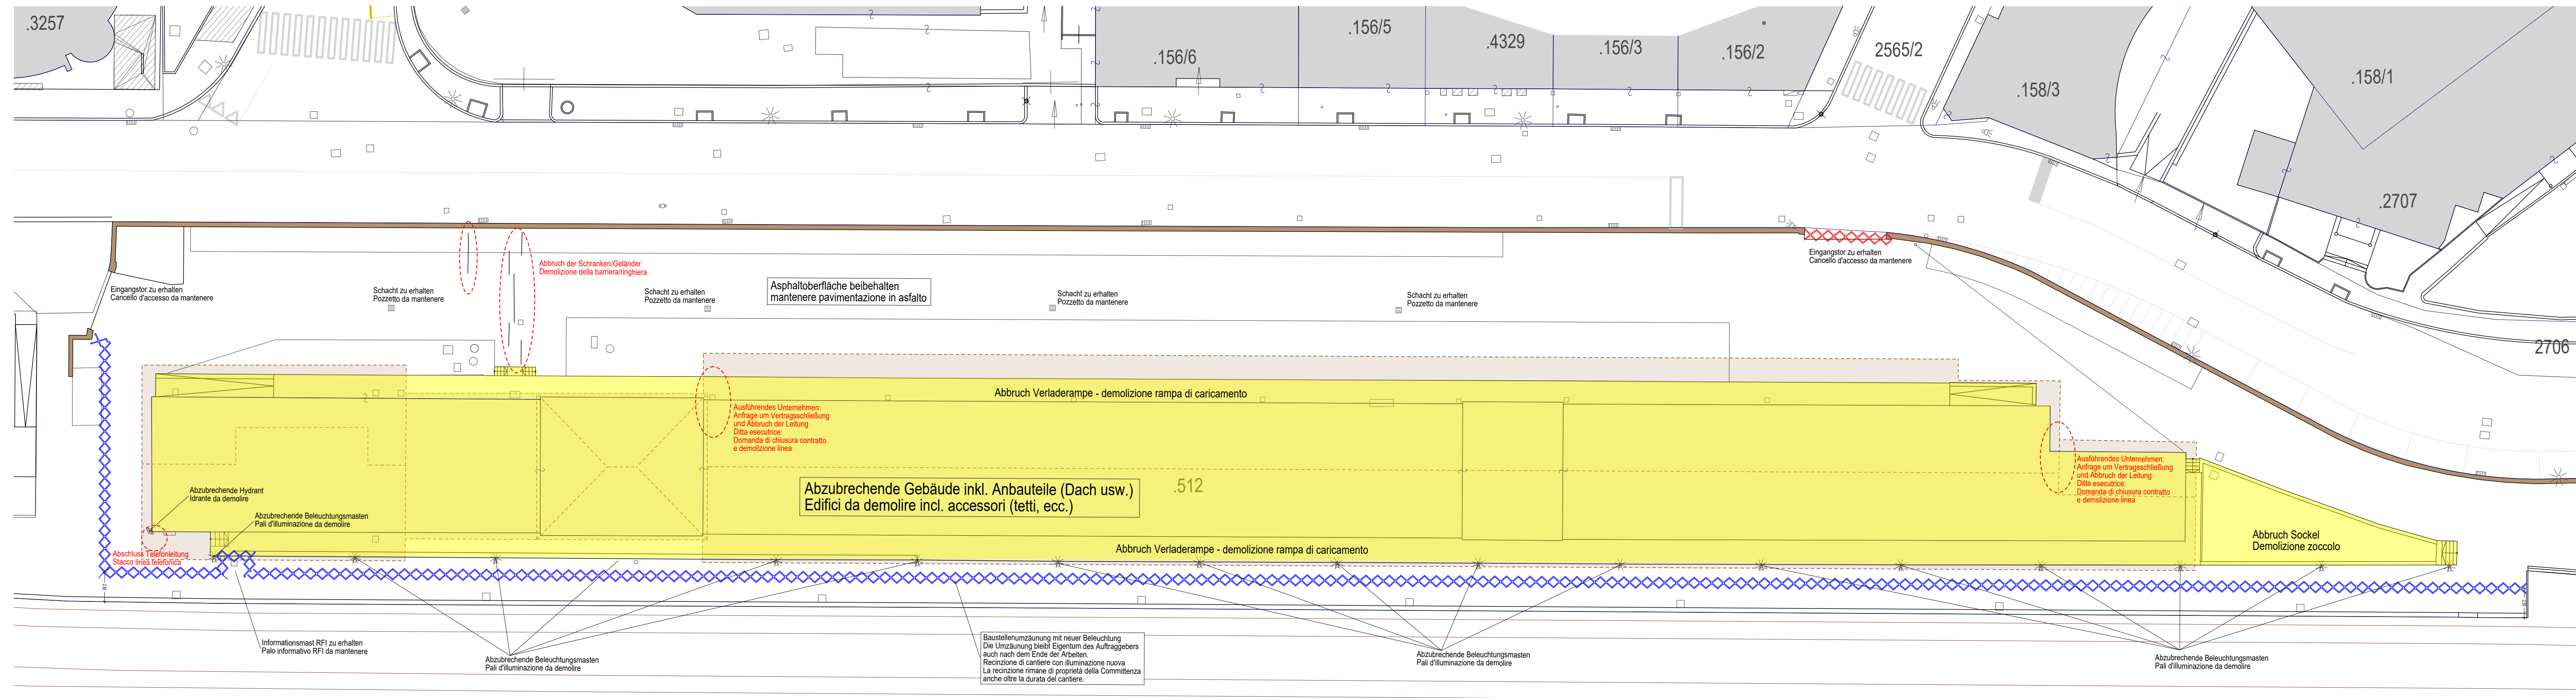 .3257
.156/6
.156/5
.4329
.156/3
.156/2
2565/2
.158/3
.158/1
.2707
2706
Abbruch der Schranken/Geländer
Demolizione della barriera/ringhiera
Eingangstor zu erhalten
Cancello d'accesso da mantenere
Schacht zu erhalten
Pozzetto da mantenere
Schacht zu erhalten
Pozzetto da mantenere
Asphaltoberfläche beibehalten
mantenere pavimentazione in asfalto
Schacht zu erhalten
Pozzetto da mantenere
Schacht zu erhalten
Pozzetto da mantenere
Eingangstor zu erhalten
Cancello d'accesso da mantenere
Abbruch Verladerampe - demolizione rampa di caricamento
Ausführendes Unternehmen:
Anfrage um Vertragsschließung
und Abbruch der Leitung
Ditta esecutrice:
Domanda di chiusura contratto
e demolizione linea
Ausführendes Unternehmen:
Anfrage um Vertragsschließung
und Abbruch der Leitung
Ditta esecutrice:
Domanda di chiusura contratto
e demolizione linea
Abzubrechende Gebäude inkl. Anbauteile (Dach usw.)
Edifici da demolire incl. accessori (tetti, ecc.)
.512
Abzubrechende Hydrant
Idrante da demolire
Abzubrechende Beleuchtungsmasten
Pali d'illuminazione da demolire
Abschluss Telefonleitung
Stacco linea telefonica
Abbruch Verladerampe - demolizione rampa di caricamento
Abbruch Sockel
Demolizione zoccolo
Informationsmast RFI zu erhalten
Palo informativo RFI da mantenere
Abzubrechende Beleuchtungsmasten
Pali d'illuminazione da demolire
Baustellenumzäunung mit neuer Beleuchtung
Die Umzäunung bleibt Eigentum des Auftraggebers
auch nach dem Ende der Arbeiten.
Recinzione di cantiere con illuminazione nuova
La recinzione rimane di proprietà della Committenza
anche oltre la durata del cantiere.
Abzubrechende Beleuchtungsmasten
Pali d'illuminazione da demolire
Abzubrechende Beleuchtungsmasten
Pali d'illuminazione da demolire